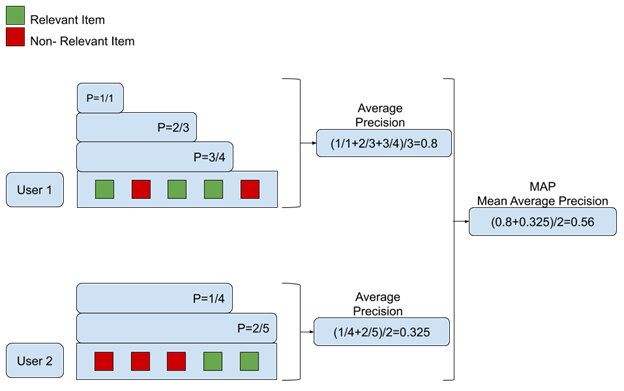 Relevant Item
Non- Relevant Item
P=1/1
P=2/3
P=3/4
User 1
Average
Precision
(1/1+2/3+3/4)/3=0.8
MAP
Mean Average Precision
(0.8+0.325)/2=0.56
P=1/4
P=2/5
User 2
Average
Precision
(1/4+2/5)/2=0.325